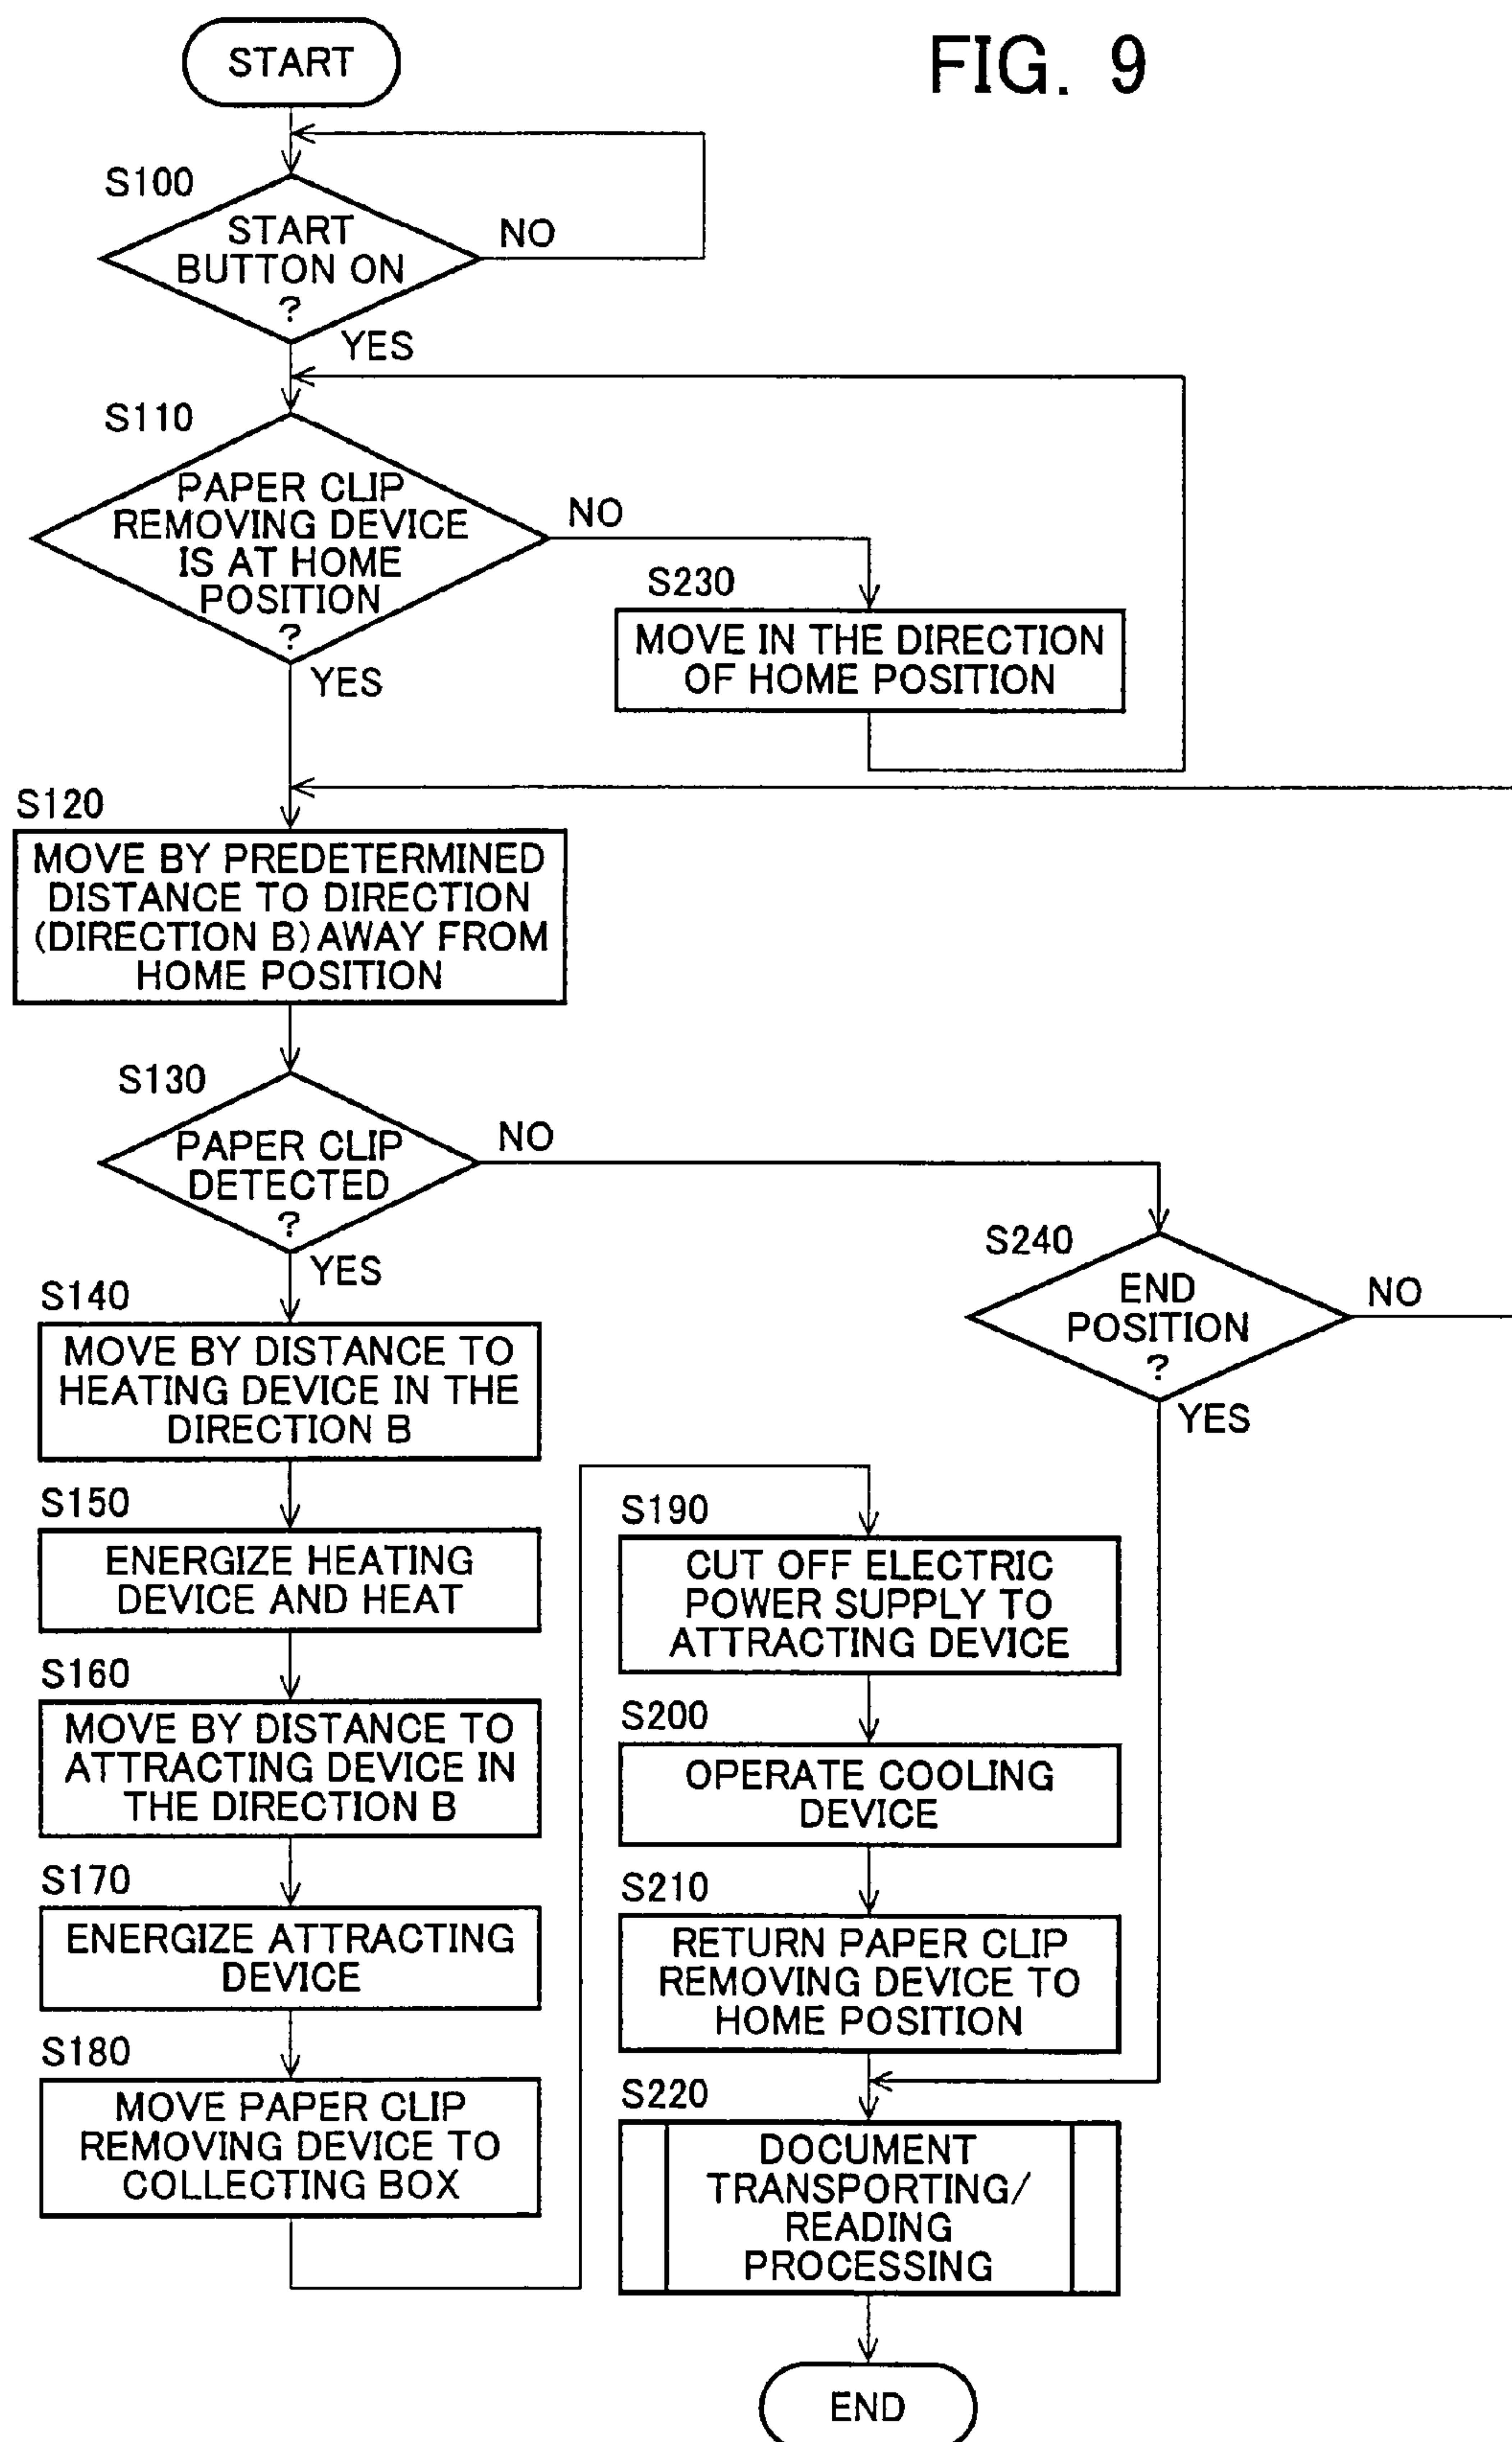 FIG. 9
START
S100
START
BUTTON ON
?
NO
YES
S110
PAPER CLIP
REMOVING DEVICE
IS AT HOME
POSITION
?
NO
YES
S230
MOVE IN THE DIRECTION
OF HOME POSITION
S120
MOVE BY PREDETERMINED
DISTANCE TO DIRECTION
(DIRECTION B) AWAY FROM
HOME POSITION
S130
PAPER CLIP
DETECTED
?
NO
YES
S240
END
POSITION
?
NO
YES
S140
MOVE BY DISTANCE TO
HEATING DEVICE IN THE
DIRECTION B
S150
ENERGIZE HEATING
DEVICE AND HEAT
S160
MOVE BY DISTANCE TO
ATTRACTING DEVICE IN
THE DIRECTION B
S170
ENERGIZE ATTRACTING
DEVICE
S180
MOVE PAPER CLIP
REMOVING DEVICE TO
COLLECTING BOX
S190
CUT OFF ELECTRIC
POWER SUPPLY TO
ATTRACTING DEVICE
S200
OPERATE COOLING
DEVICE
S210
RETURN PAPER CLIP
REMOVING DEVICE TO
HOME POSITION
S220
DOCUMENT
TRANSPORTING/
READING
PROCESSING
END